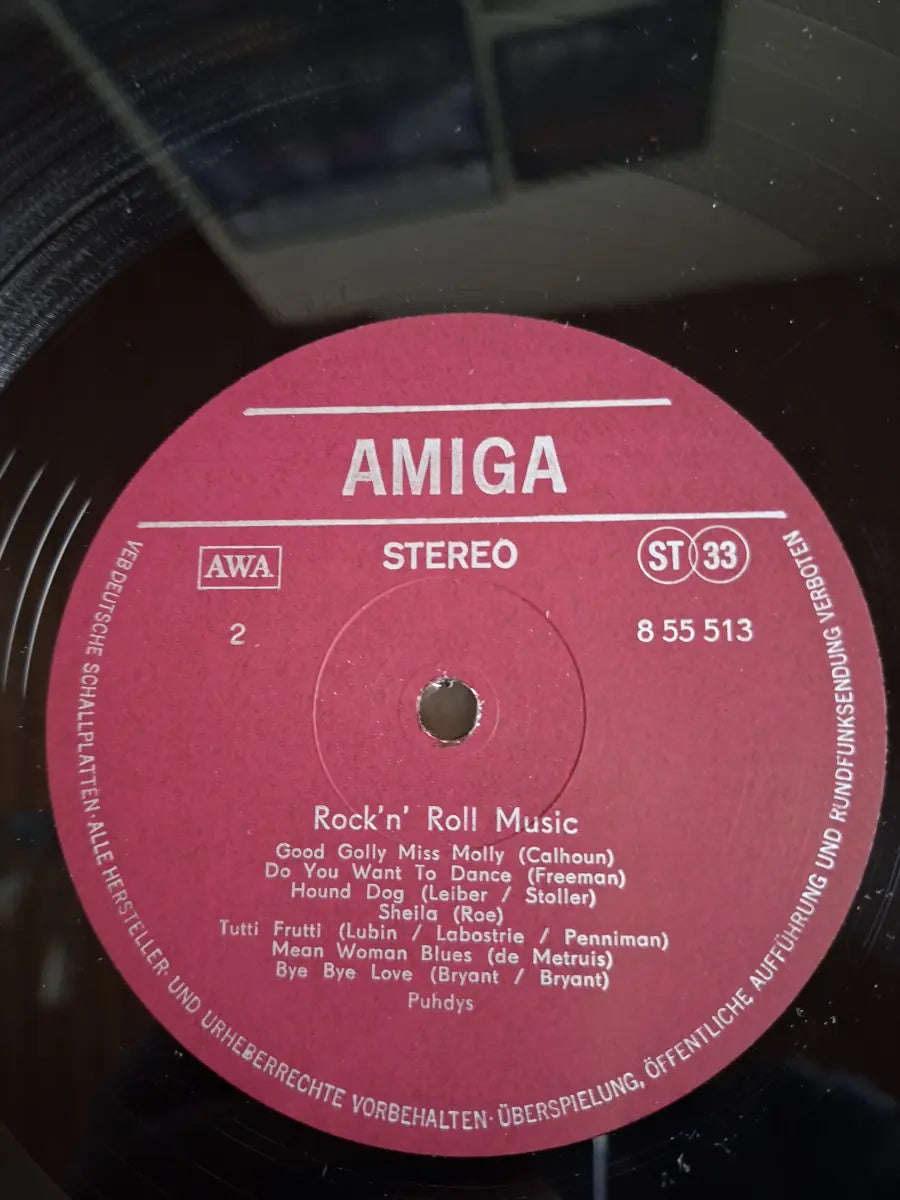 AMIGA
AWA
STEREO
ST 33
2
8 55 513
Rock'n' Roll Music
Good Golly Miss Molly (Calhoun)
Do You Want To Dance (Freeman)
Hound Dog (Leiber / Stoller)
Sheila (Roe)
Tutti Frutti (Lubin / Labostrie / Penniman)
Mean Woman Blues (de Metruis)
Bye Bye Love (Bryant / Bryant)
Puhdys
VEB DEUTSCHE SCHALLPLATTEN · ALLE HERSTELLER- UND URHEBERRECHTE VORBEHALTEN · ÜBERSPIELUNG, ÖFFENTLICHE AUFFÜHRUNG UND RUNDFUNKSENDUNG VERBOTEN